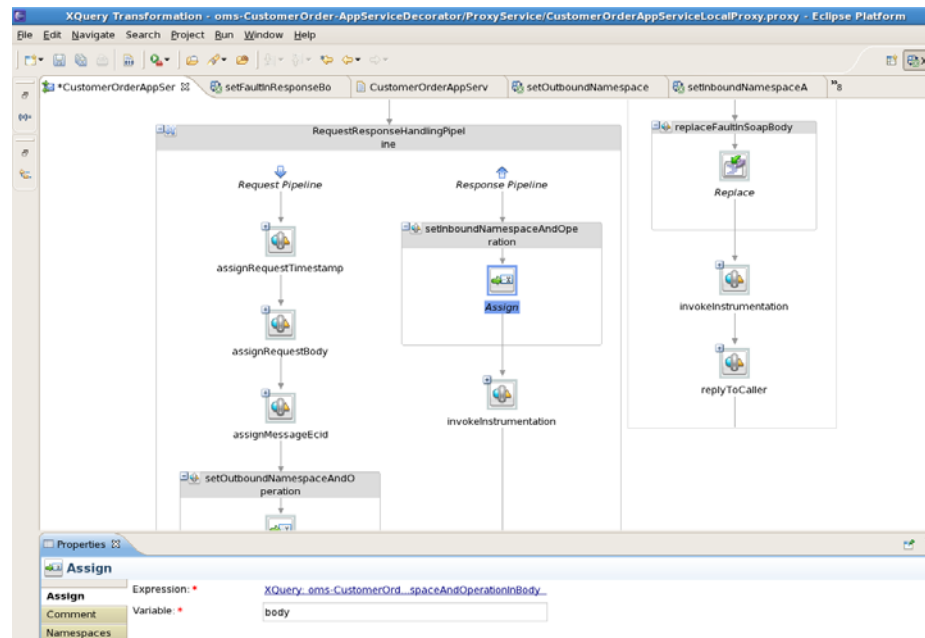 XQuery Transformation - oms-CustomerOrder-AppServiceDecorator/ProxyService/CustomerOrderAppServiceLocalProxy.proxy - Eclipse Platform
File Edit Navigate Search Project Run Window Help
*CustomerOrderAppSer setFaultInResponseBo CustomerOrderAppServ setOutboundNamespace setInboundNamespaceA »8
RequestResponseHandlingPipel
ine
Request Pipeline
assignRequestTimestamp
assignRequestBody
assignMessageEcid
setOutboundNamespaceAndO
peration
Response Pipeline
setInboundNamespaceAndOpe
ration
Assign
invokeInstrumentation
replaceFaultInSoapBody
Replace
invokeInstrumentation
replyToCaller
Properties
Assign
Assign
Comment
Namespaces
Expression: *
XQuery: oms-CustomerOrd...spaceAndOperationInBody
Variable: *
body